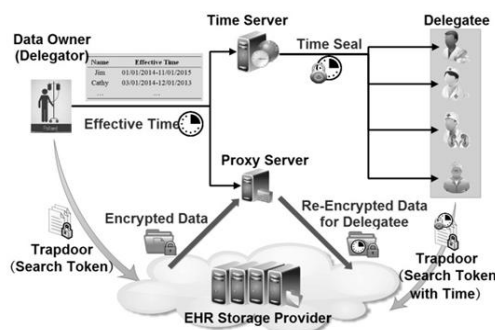 Data Owner
(Delegator)
Name Effective Time
Jim 01/01/2014-11/01/2015
Cathy 03/01/2014-12/01/2013
... ...
Time Server
Delegatee
Time Seal
Effective Time
Proxy Server
Encrypted Data
Re-Encrypted Data
for Delegatee
Trapdoor
(Search Token)
Trapdoor
(Search Token
with Time)
EHR Storage Provider